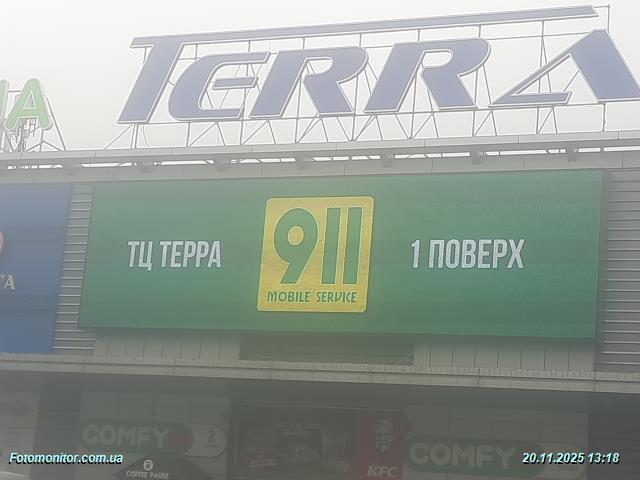 TERRA
ТЦ ТЕРРА
911
MOBILE SERVICE
1 ПОВЕРХ
COMFY
2
COFFEE PAUSE
KFC
COMFY
Fotomonitor.com.ua
20.11.2025 13:18